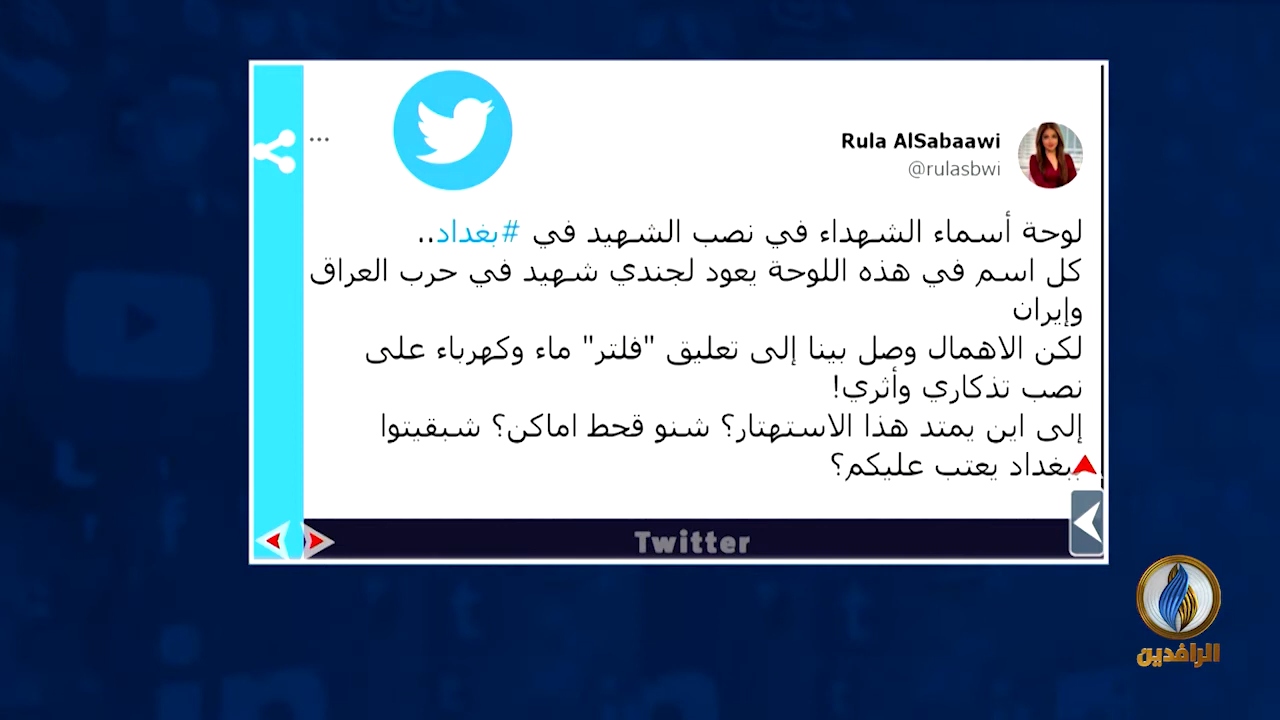 Rula AlSabaawi
@rulasbwi
لوحة أسماء الشهداء في نصب الشهيد في #بغداد..
كل اسم في هذه اللوحة يعود لجندي شهيد في حرب العراق
وإيران
لكن الاهمال وصل بينا إلى تعليق "فلتر" ماء وكهرباء على
نصب تذكاري وأثري!
إلى اين يمتد هذا الاستهتار؟ شنو قحط اماكن؟ شبقيتوا
ببغداد يعتب عليكم؟
Twitter
الرافدين